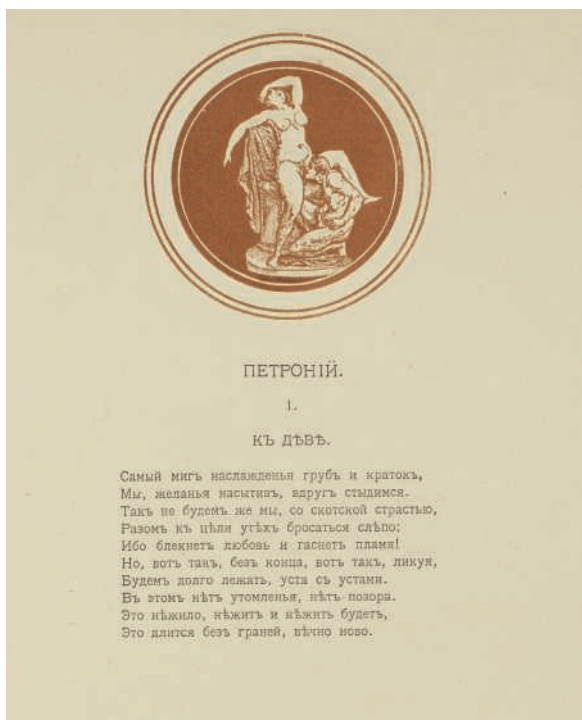 ПЕТРОНІЙ.
I.
КЪ ДѢВѢ.
Самый мигъ наслажденья грубъ и кратокъ,
Мы, желанья насытивъ, вдругъ стыдимся.
Такъ не будемъ же мы, со скотской страстью,
Разомъ къ цѣли утѣхъ бросаться слѣпо:
Ибо блекнетъ любовь и гаснетъ пламя!
Но, вотъ такъ, безъ конца, вотъ такъ, ликуя,
Будемъ долго лежать, уста съ устами.
Въ этомъ нѣтъ утомленья, нѣтъ позора.
Это нѣжило, нѣжитъ и нѣжить будетъ,
Это длится безъ граней, вѣчно ново.